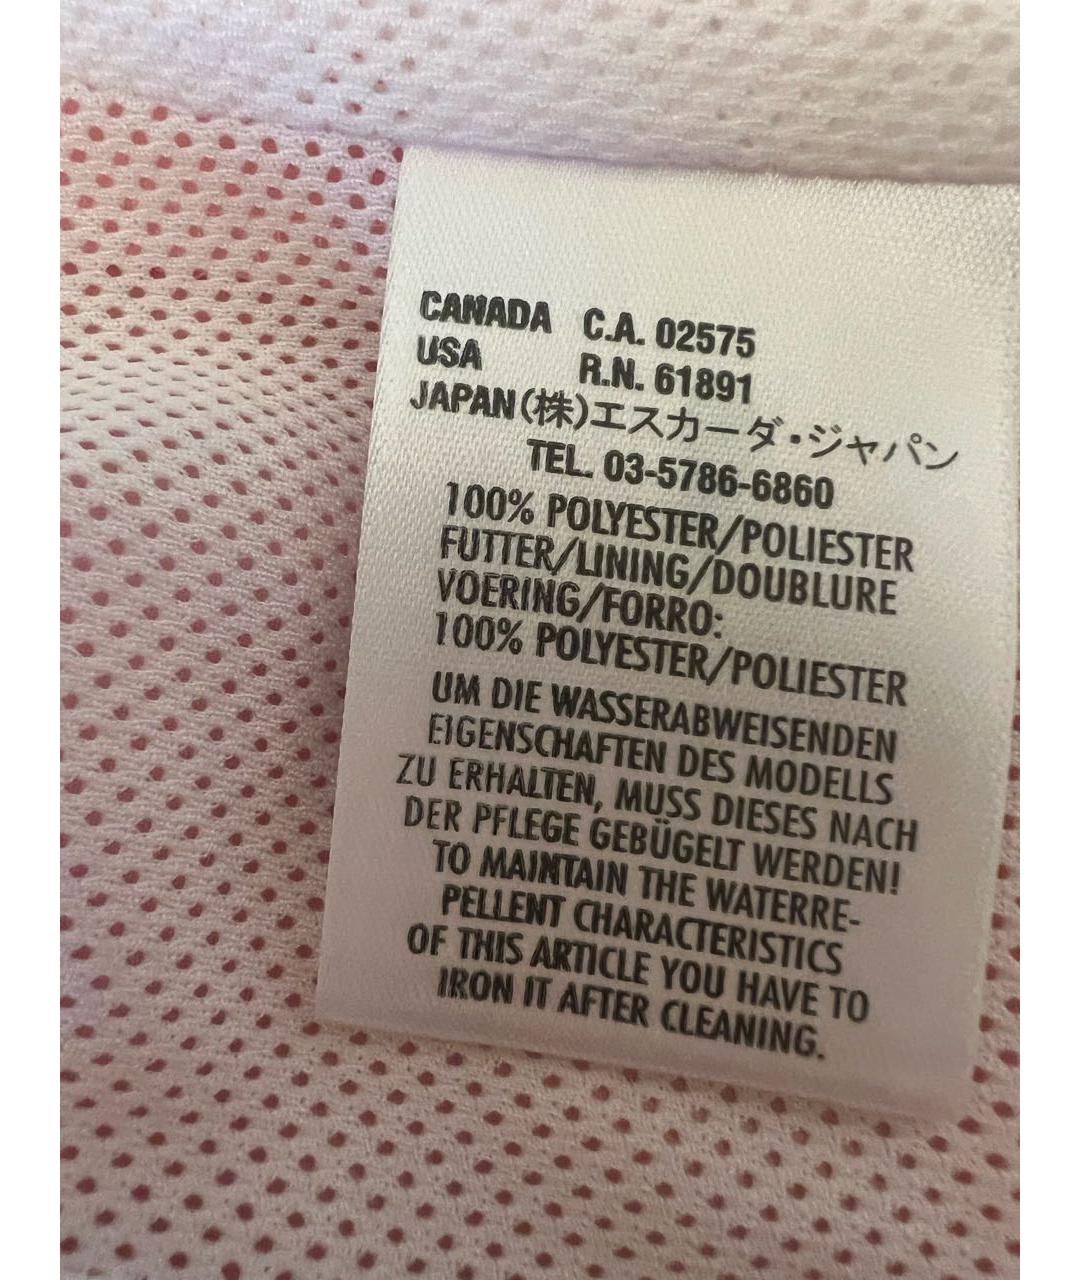 CANADA C.A. 02575
USA R.N. 61891
JAPAN(株)エスカーダ・ジャパン
TEL. 03-5786-6860
100% POLYESTER/POLIESTER
FUTTER/LINING/DOUBLURE
VOERING/FORRO:
100% POLYESTER/POLIESTER
UM DIE WASSERABWEISENDEN
EIGENSCHAFTEN DES MODELLS
ZU ERHALTEN, MUSS DIESES NACH
DER PFLEGE GEBÜGELT WERDEN!
TO MAINTAIN THE WATERRE-
PELLENT CHARACTERISTICS
OF THIS ARTICLE YOU HAVE TO
IRON IT AFTER CLEANING.